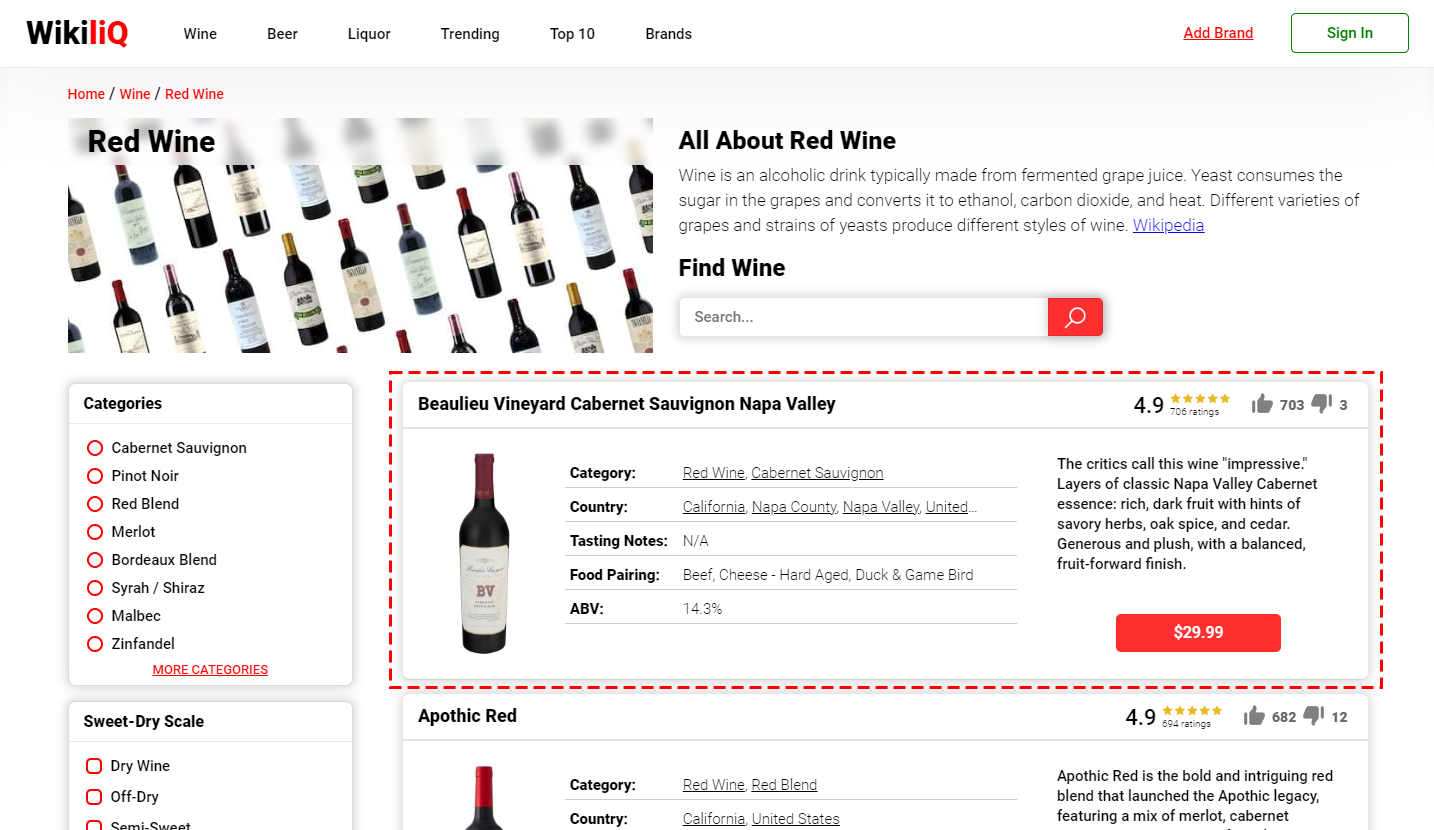 WikiliQ
Wine
Beer
Liquor
Trending
Top 10
Brands
Add Brand
Sign In
Home / Wine / Red Wine
Red Wine
All About Red Wine
Wine is an alcoholic drink typically made from fermented grape juice. Yeast consumes the
sugar in the grapes and converts it to ethanol, carbon dioxide, and heat. Different varieties of
grapes and strains of yeasts produce different styles of wine. Wikipedia
Find Wine
Search...
Categories
Cabernet Sauvignon
Pinot Noir
Red Blend
Merlot
Bordeaux Blend
Syrah / Shiraz
Malbec
Zinfandel
MORE CATEGORIES
Sweet-Dry Scale
Dry Wine
Off-Dry
Semi-Sweet
Beaulieu Vineyard Cabernet Sauvignon Napa Valley
4.9
706 ratings
703
3
BV
Category: Red Wine, Cabernet Sauvignon
Country: California, Napa County, Napa Valley, United...
Tasting Notes: N/A
Food Pairing: Beef, Cheese - Hard Aged, Duck & Game Bird
ABV: 14.3%
The critics call this wine "impressive."
Layers of classic Napa Valley Cabernet
essence: rich, dark fruit with hints of
savory herbs, oak spice, and cedar.
Generous and plush, with a balanced,
fruit-forward finish.
$29.99
Apothic Red
4.9
694 ratings
682
12
Category: Red Wine, Red Blend
Country: California, United States
Apothic Red is the bold and intriguing red
blend that launched the Apothic legacy,
featuring a mix of merlot, cabernet